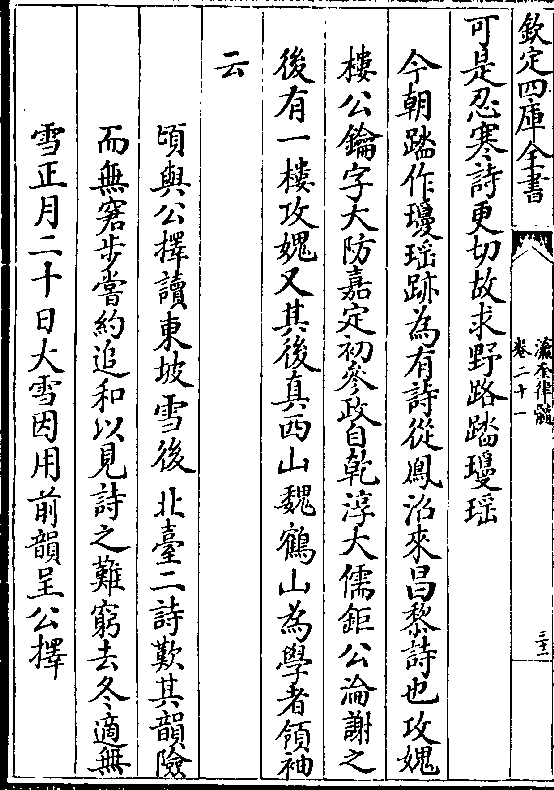 欽定四庫全書
瀛奎律髓
卷二十一
三十二
可是忍寒詩更切故求野路踏瓊瑶
今朝踏作瓊瑶跡為有詩從鳳沼來昌黎詩也攻媿
樓公鑰字大防嘉定初叅政自乾淳大儒鉅公淪謝之
後有一樓攻媿又其後真西山魏鶴山為學者領袖
云
頃與公擇讀東坡雪後北臺二詩歎其韻險
而無窘步嘗約追和以見詩之難窮去冬適無
雪正月二十日大雪因用前韻呈公擇